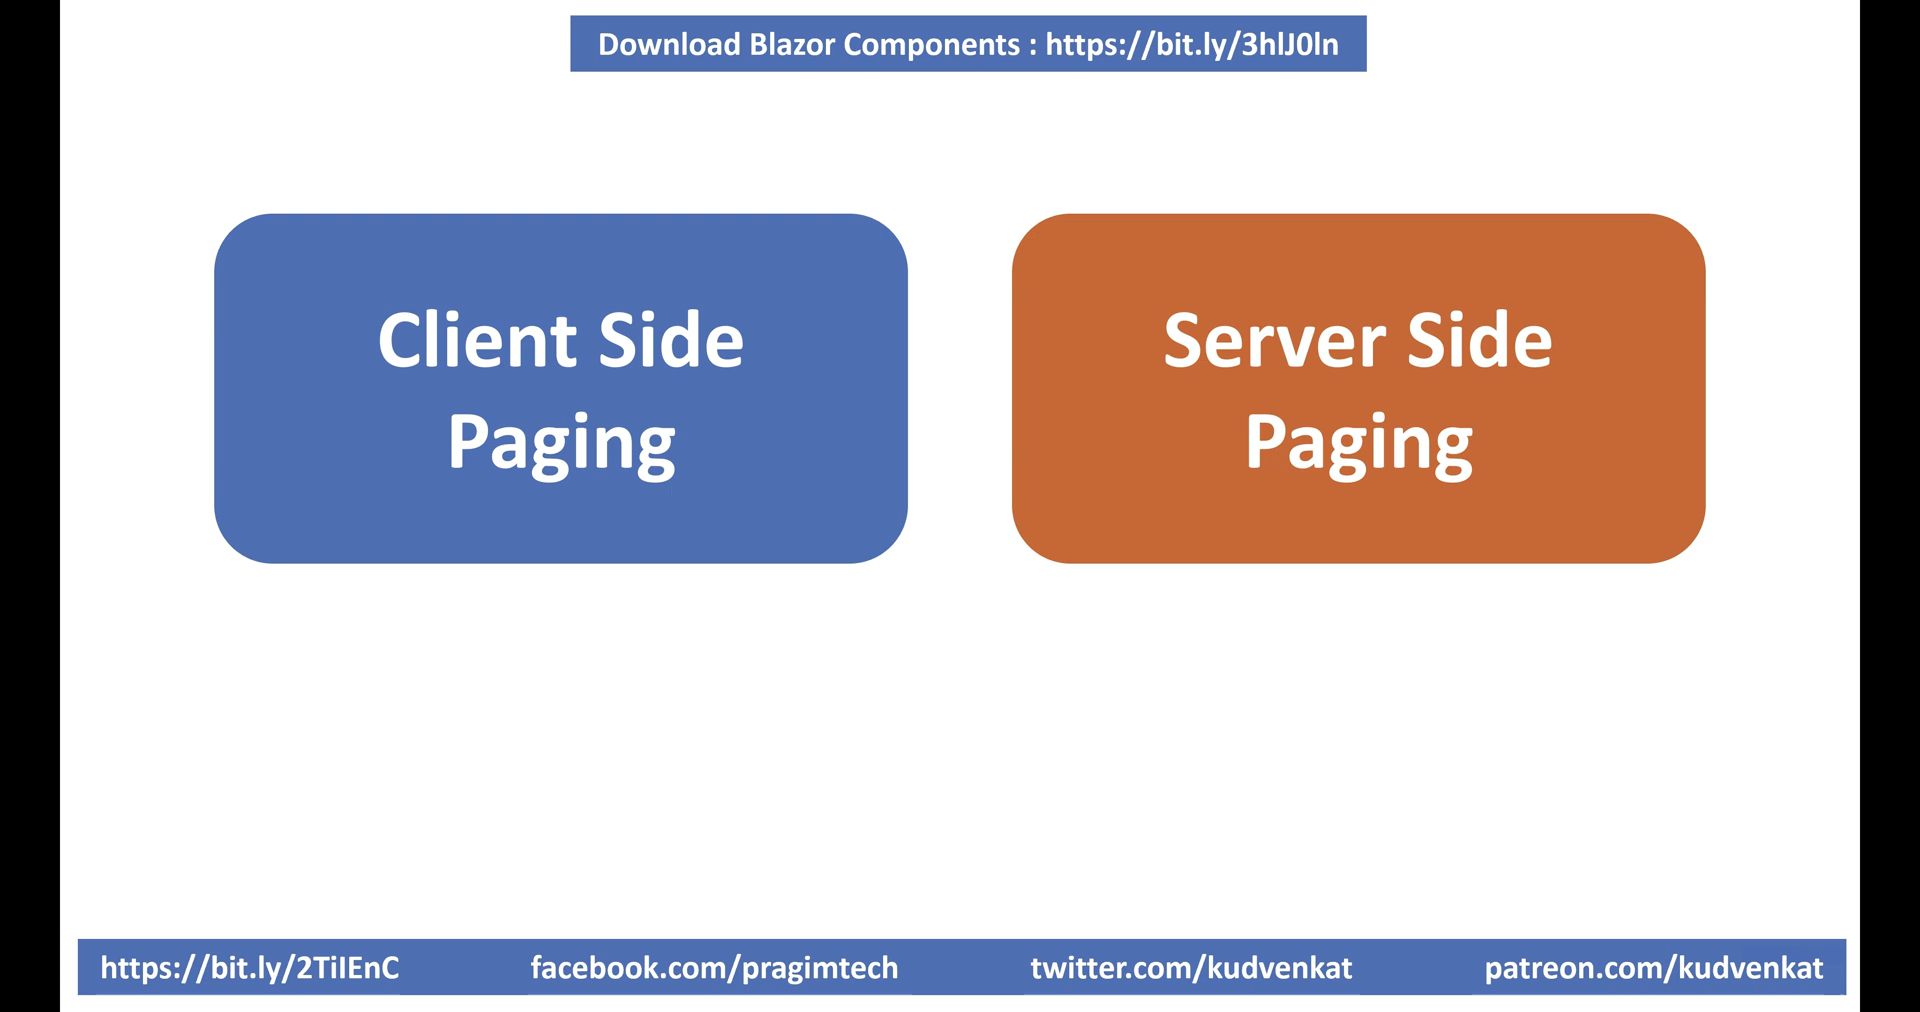 Download Blazor Components : https://bit.ly/3hlJ0ln
Client Side
Paging
Server Side
Paging
https://bit.ly/2TiIEnC
facebook.com/pragimtech
twitter.com/kudvenkat
patreon.com/kudvenkat